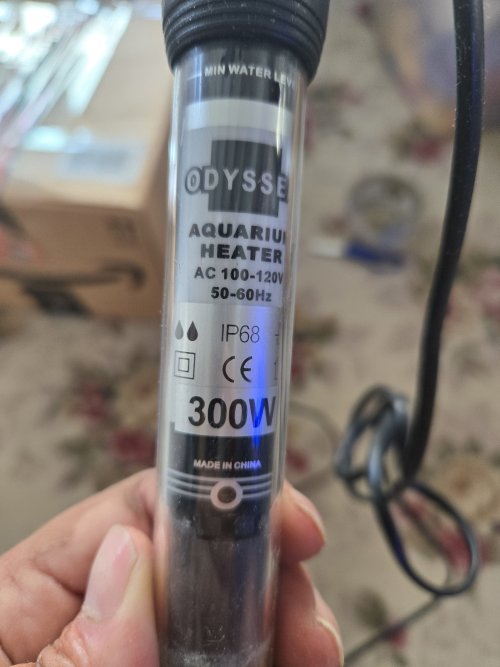 MIN WATER LEV
ODYSSE
AQUARIU
HEATER
AC 100-120V
50-60Hz
IP68
CE
300W
MADE IN CHINA